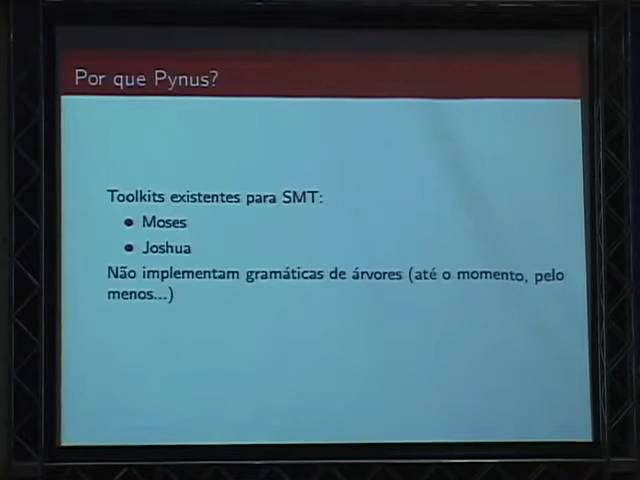 Por que Pynus?
Toolkits existentes para SMT:
• Moses
• Joshua
Não implementam gramáticas de árvores (até o momento, pelo
menos...)